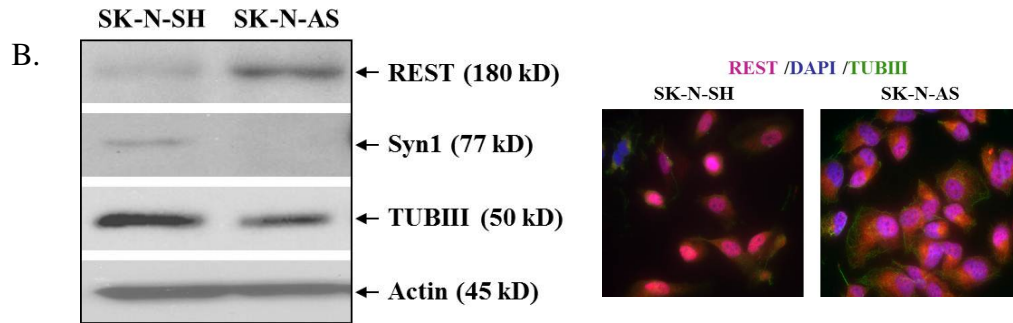 B.
SK-N-SH SK-N-AS
REST (180 kD)
Syn1 (77 kD)
TUBIII (50 kD)
Actin (45 kD)
REST /DAPI /TUBIII
SK-N-SH SK-N-AS